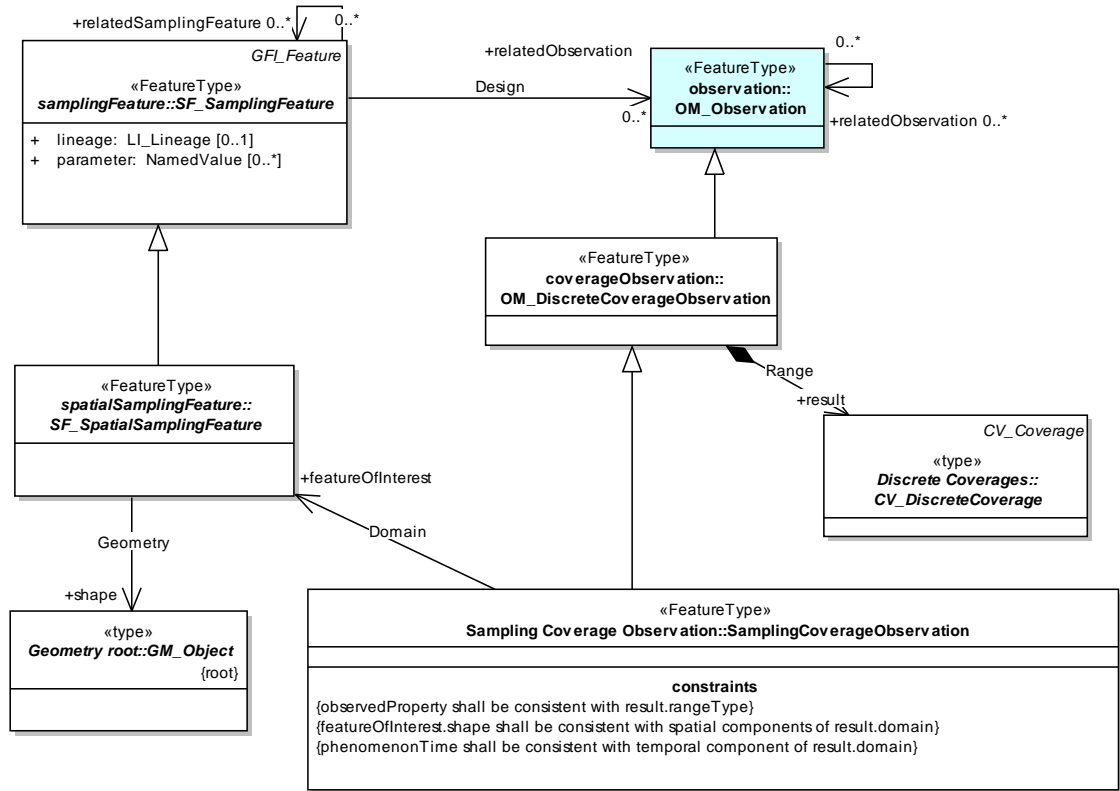 +relatedSamplingFeature 0..*
0..*
GFI_Feature
«FeatureType»
samplingFeature::SF_SamplingFeature
+ lineage: LI_Lineage [0..1]
+ parameter: NamedValue [0..*]
+relatedObservation
Design
0..*
0..*
«FeatureType»
observation::
OM_Observation
+relatedObservation 0..*
«FeatureType»
coverageObservation::
OM_DiscreteCoverageObservation
Range
+result
CV_Coverage
«type»
Discrete Coverages::
CV_DiscreteCoverage
«FeatureType»
spatialSamplingFeature::
SF_SpatialSamplingFeature
+featureOfInterest
Domain
Geometry
+shape
«type»
Geometry root::GM_Object
{root}
«FeatureType»
Sampling Coverage Observation::SamplingCoverageObservation
constraints
{observedProperty shall be consistent with result.rangeType}
{featureOfInterest.shape shall be consistent with spatial components of result.domain}
{phenomenonTime shall be consistent with temporal component of result.domain}